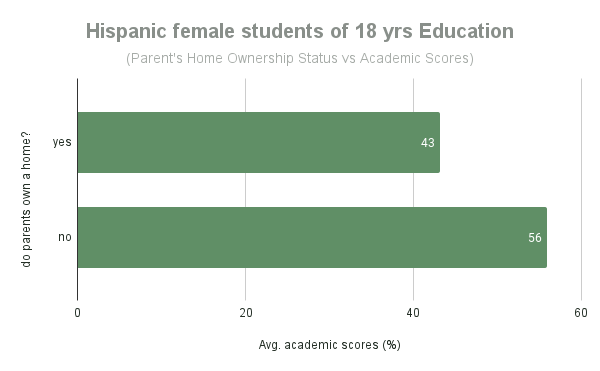 Hispanic female students of 18 yrs Education
(Parent's Home Ownership Status vs Academic Scores)
do parents own a home?
yes
43
no
56
0
20
40
60
Avg. academic scores (%)